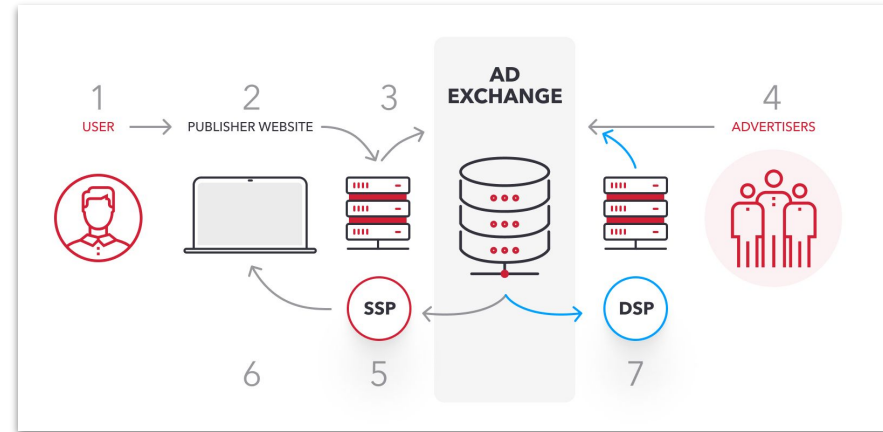 1
USER
2
PUBLISHER WEBSITE
3
AD
EXCHANGE
4
ADVERTISERS
SSP
DSP
6
5
7